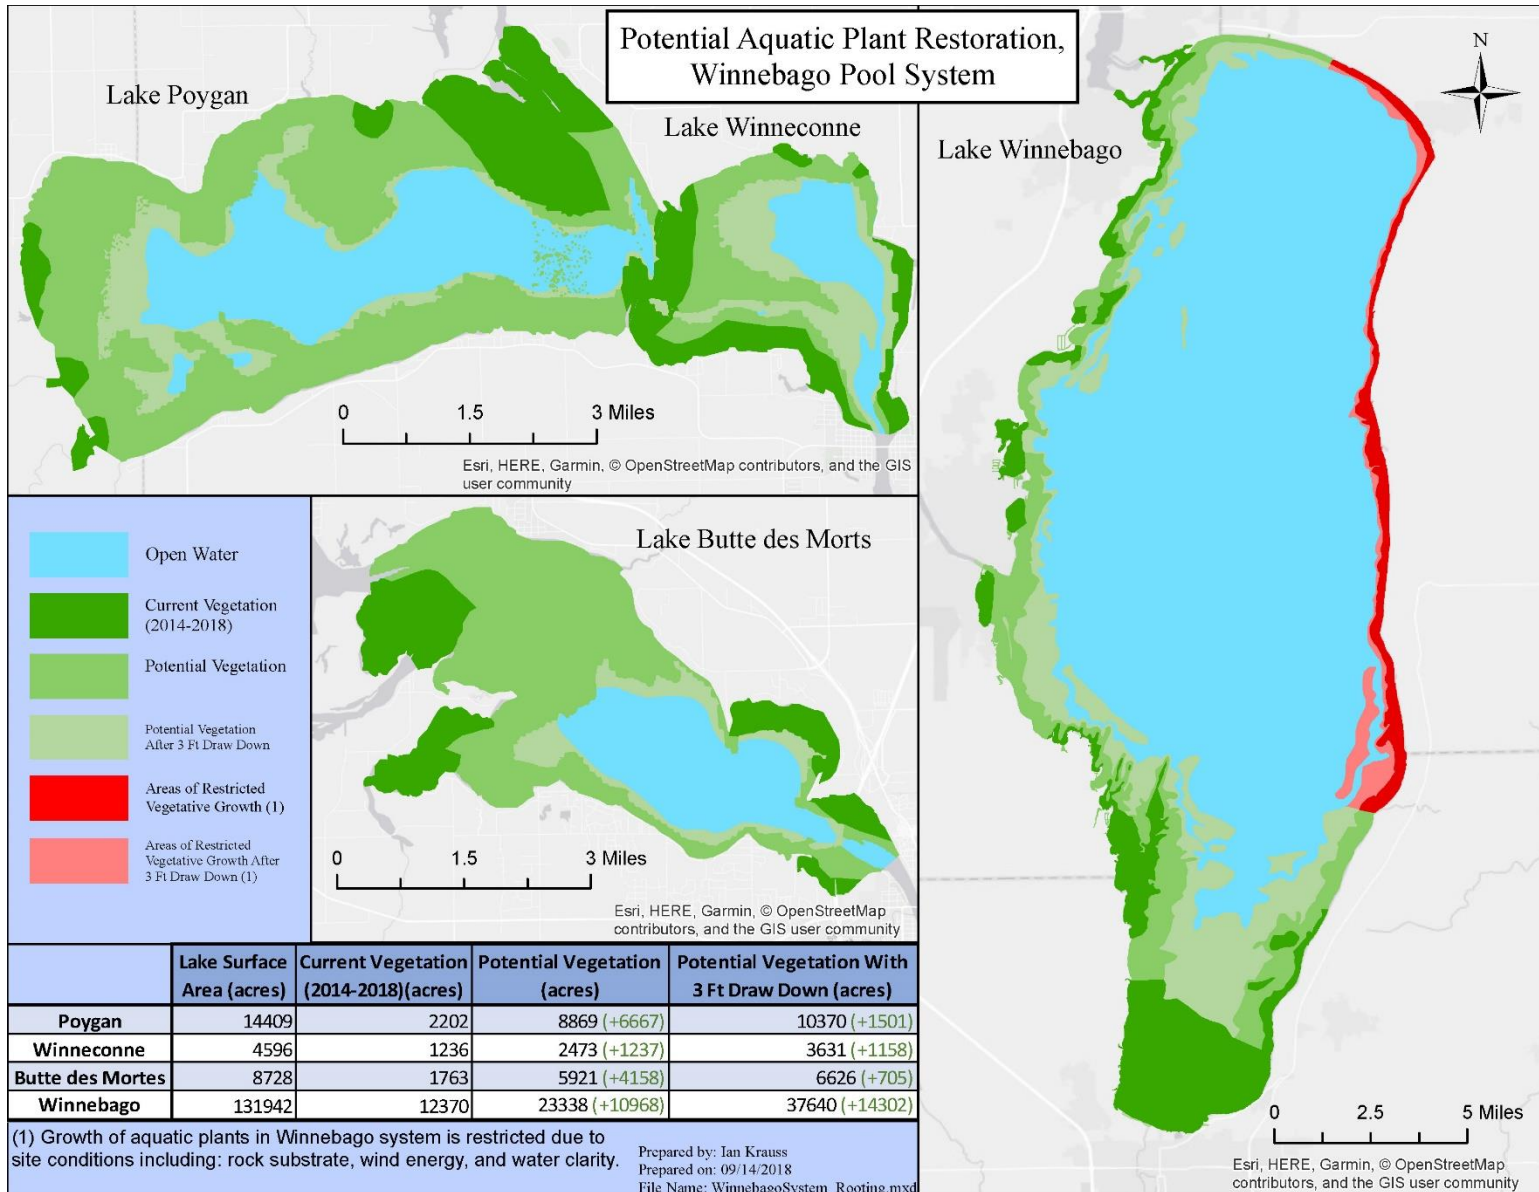 Potential Aquatic Plant Restoration,
Winnebago Pool System
Lake Poygan
Lake Winneconne
0 1.5 3 Miles
Esri, HERE, Garmin, © OpenStreetMap contributors, and the GIS
user community
Lake Winnebago
N
0 2.5 5 Miles
Esri, HERE, Garmin, © OpenStreetMap
contributors, and the GIS user community
Open Water
Current Vegetation
(2014-2018)
Potential Vegetation
Potential Vegetation
After 3 Ft Draw Down
Areas of Restricted
Vegetative Growth (1)
Areas of Restricted
Vegetative Growth After
3 Ft Draw Down (1)
Lake Butte des Morts
0 1.5 3 Miles
Esri, HERE, Garmin, © OpenStreetMap
contributors, and the GIS user community
Lake Surface Current Vegetation Potential Vegetation Potential Vegetation With
Area (acres) (2014-2018)(acres) (acres) 3 Ft Draw Down (acres)
Poygan 14409 2202 8869 (+6667) 10370 (+1501)
Winneconne 4596 1236 2473 (+1237) 3631 (+1158)
Butte des Mortes 8728 1763 5921 (+4158) 6626 (+705)
Winnebago 131942 12370 23338 (+10968) 37640 (+14302)
(1) Growth of aquatic plants in Winnebago system is restricted due to
site conditions including: rock substrate, wind energy, and water clarity.
Prepared by: Ian Krauss
Prepared on: 09/14/2018
File Name: WinnebagoSystem_Rooting.mxd